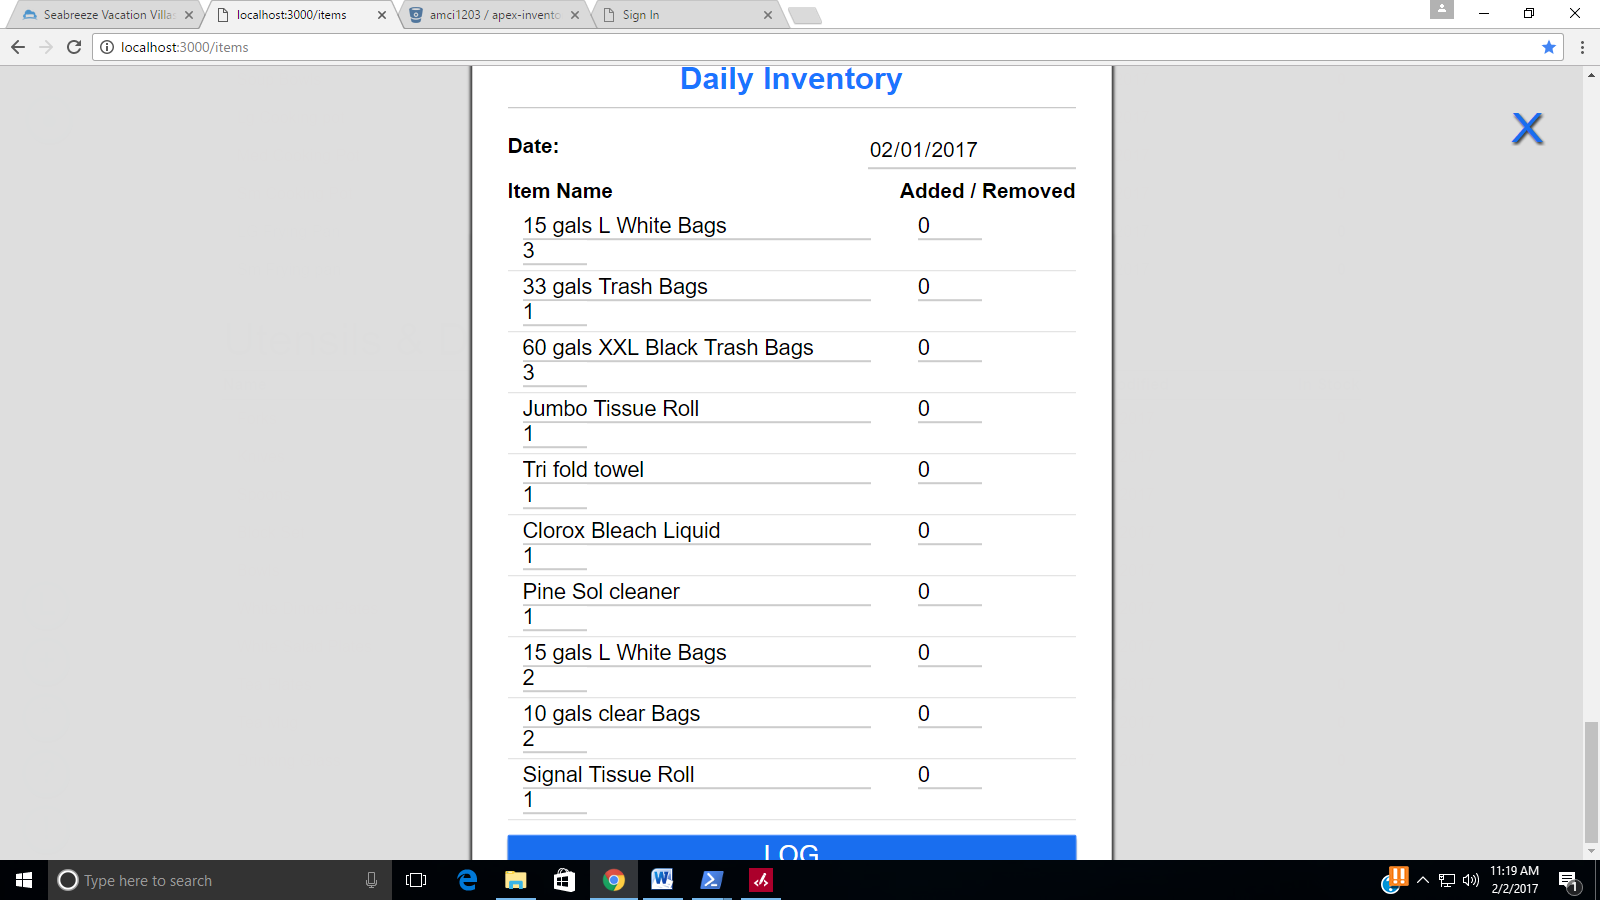 Seabreeze Vacation Villas
localhost:3000/items
amci1203 / apex-invento
Sign In
localhost:3000/items
Daily Inventory
Date:
02/01/2017
Item Name Added / Removed
15 gals L White Bags 0
3
33 gals Trash Bags 0
1
60 gals XXL Black Trash Bags 0
3
Jumbo Tissue Roll 0
1
Tri fold towel 0
1
Clorox Bleach Liquid 0
1
Pine Sol cleaner 0
1
15 gals L White Bags 0
2
10 gals clear Bags 0
2
Signal Tissue Roll 0
1
LOG
Type here to search
11:19 AM
2/2/2017
1